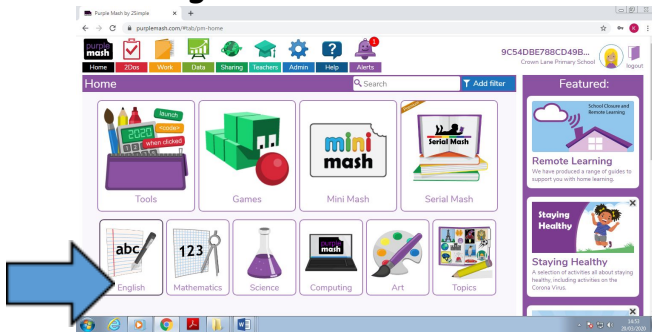 Purple Mash by 2Simple
purplemash.com/#tab/pm-home
purple mash
1
9C54DBE788CD49B...
Crown Lane Primary School
logout
Home 2Dos Work Data Sharing Teachers Admin Help Alerts
Home
Search
Add filter
Featured:
launch
2020
when clicked
mini mash
Serial Mash
Tools
Games
Mini Mash
Serial Mash
School Closure and
Remote Learning
Remote Learning
We have produced a range of guides to
support you with home learning.
Staying
Healthy
Staying Healthy
A selection of activities all about staying
healthy, including activities on the
Corona Virus.
abc
123
purple mash
English
Mathematics
Science
Computing
Art
Topics
14:53
28/03/2020